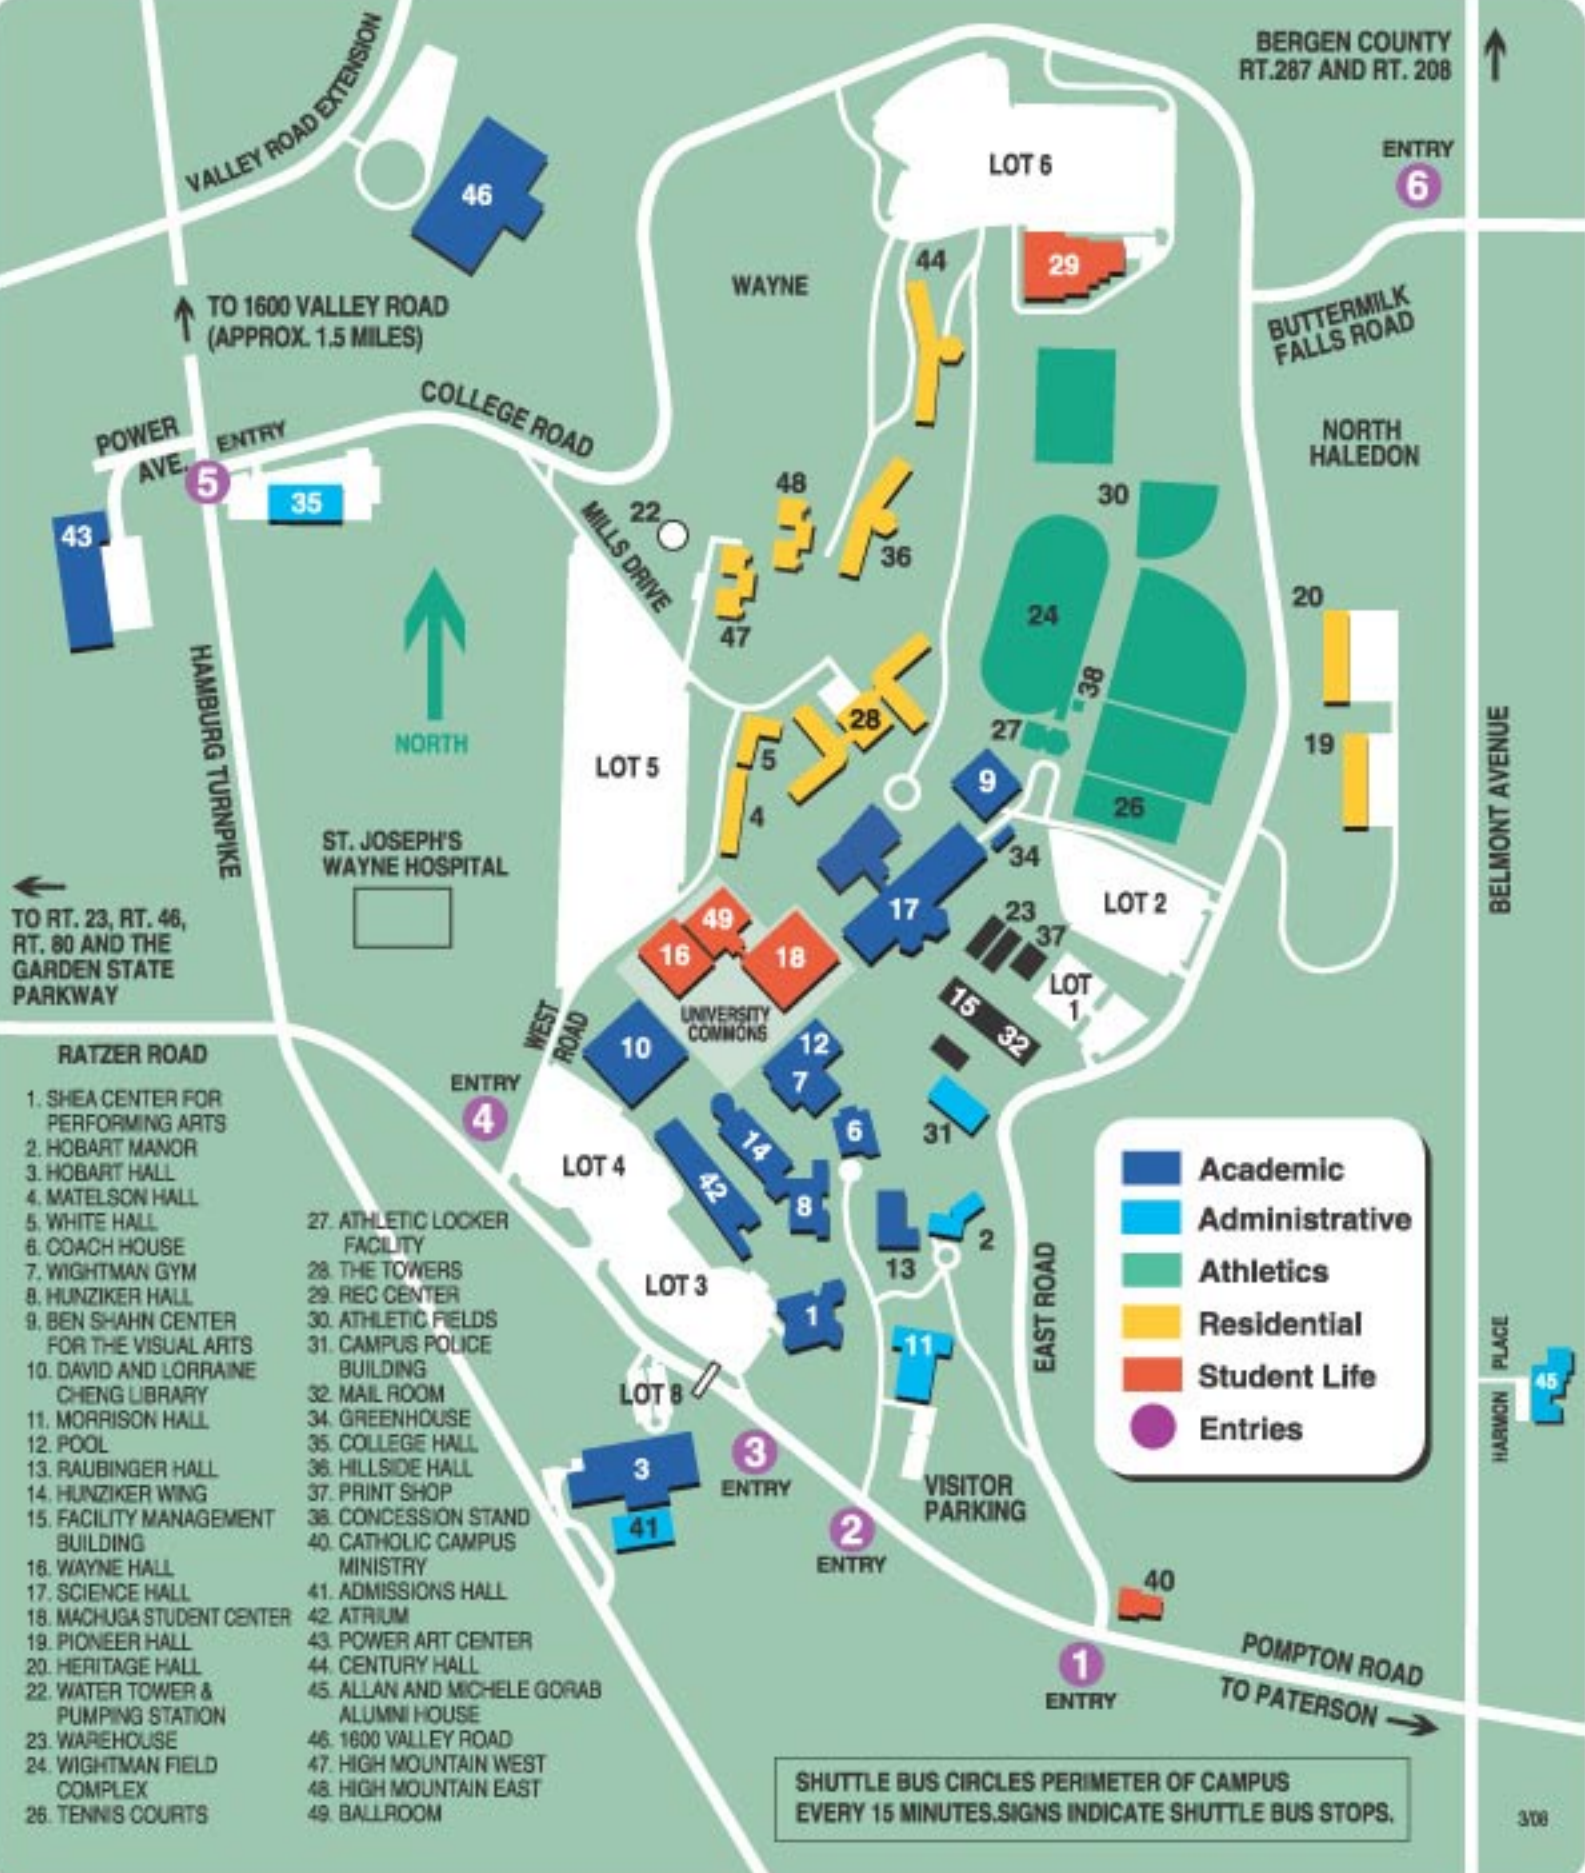 BERGEN COUNTY
RT.287 AND RT. 208
VALLEY ROAD EXTENSION
ENTRY
6
LOT 6
46
44
29
WAYNE
TO 1600 VALLEY ROAD
(APPROX. 1.5 MILES)
BUTTERMILK
FALLS ROAD
COLLEGE ROAD
POWER
AVE.
ENTRY
5
35
43
NORTH
HALEDON
48
22
36
30
MILLS DRIVE
47
24
38
20
27
19
HAMBURG TURNPIKE
NORTH
28
5
4
LOT 5
9
26
34
BELMONT AVENUE
ST. JOSEPH'S
WAYNE HOSPITAL
TO RT. 23, RT. 46,
RT. 80 AND THE
GARDEN STATE
PARKWAY
49
16
18
17
23
37
LOT 2
LOT
1
15
32
UNIVERSITY
COMMONS
WEST
ROAD
10
12
7
RATZER ROAD
ENTRY
4
LOT 4
14
42
6
8
31
13
2
LOT 3
1
11
EAST ROAD
LOT 8
3
41
3
ENTRY
2
ENTRY
VISITOR
PARKING
40
1
ENTRY
POMPTON ROAD
TO PATERSON
HARMON PLACE
45
Academic
Administrative
Athletics
Residential
Student Life
Entries
1. SHEA CENTER FOR
PERFORMING ARTS
2. HOBART MANOR
3. HOBART HALL
4. MATELSON HALL
5. WHITE HALL
6. COACH HOUSE
7. WIGHTMAN GYM
8. HUNZIKER HALL
9. BEN SHAHN CENTER
FOR THE VISUAL ARTS
10. DAVID AND LORRAINE
CHENG LIBRARY
11. MORRISON HALL
12. POOL
13. RAUBINGER HALL
14. HUNZIKER WING
15. FACILITY MANAGEMENT
BUILDING
16. WAYNE HALL
17. SCIENCE HALL
18. MACHUGA STUDENT CENTER
19. PIONEER HALL
20. HERITAGE HALL
22. WATER TOWER &
PUMPING STATION
23. WAREHOUSE
24. WIGHTMAN FIELD
COMPLEX
26. TENNIS COURTS
27. ATHLETIC LOCKER
FACILITY
28. THE TOWERS
29. REC CENTER
30. ATHLETIC FIELDS
31. CAMPUS POLICE
BUILDING
32. MAIL ROOM
34. GREENHOUSE
35. COLLEGE HALL
36. HILLSIDE HALL
37. PRINT SHOP
38. CONCESSION STAND
40. CATHOLIC CAMPUS
MINISTRY
41. ADMISSIONS HALL
42. ATRIUM
43. POWER ART CENTER
44. CENTURY HALL
45. ALLAN AND MICHELE GORAB
ALUMNI HOUSE
46. 1600 VALLEY ROAD
47. HIGH MOUNTAIN WEST
48. HIGH MOUNTAIN EAST
49. BALLROOM
SHUTTLE BUS CIRCLES PERIMETER OF CAMPUS
EVERY 15 MINUTES.SIGNS INDICATE SHUTTLE BUS STOPS.
3/08